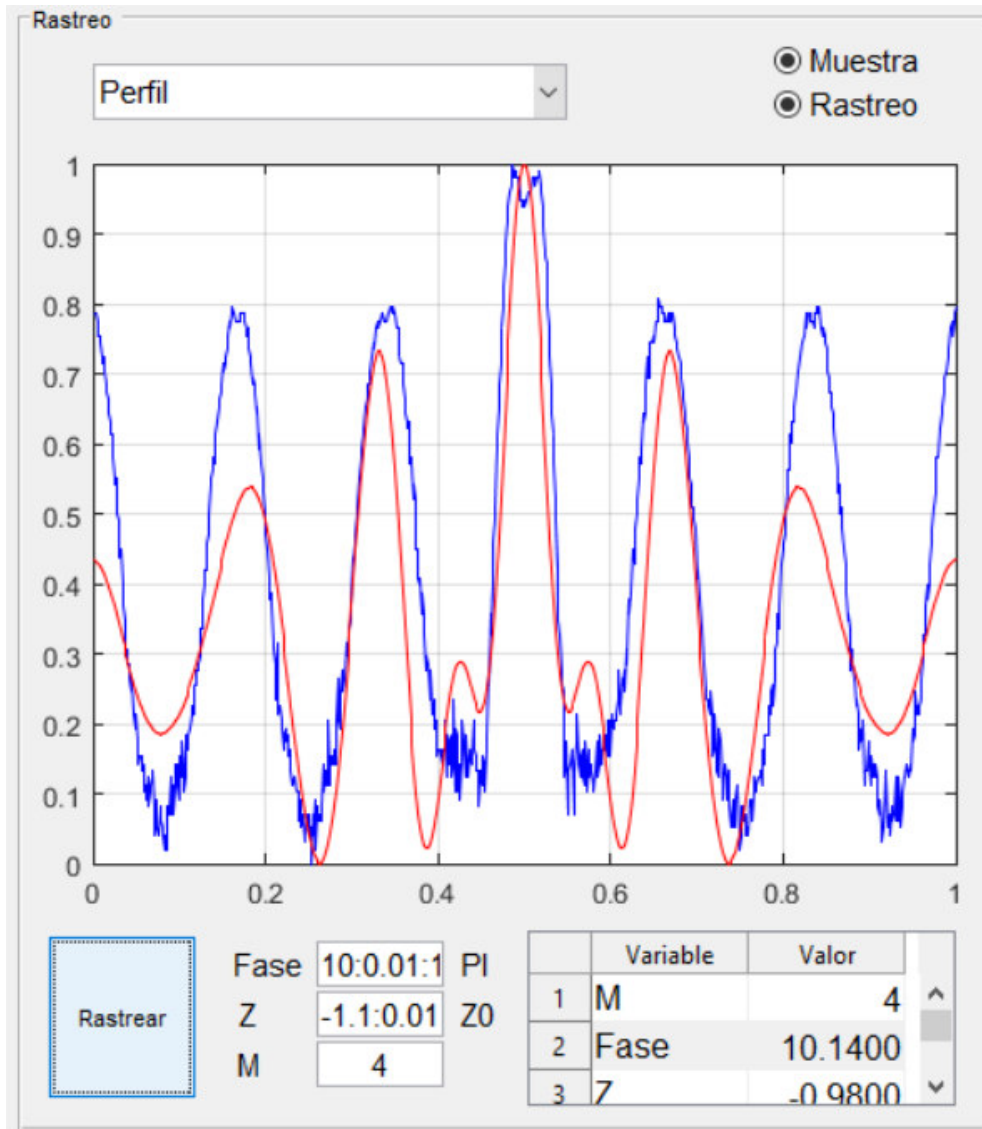 Rastreo
Perfil
Muestra
Rastreo
1
0.9
0.8
0.7
0.6
0.5
0.4
0.3
0.2
0.1
0
0 0.2 0.4 0.6 0.8 1
Rastrear
Fase 10:0.01:1 PI
Z -1.1:0.01 Z0
M 4
Variable Valor
1 M 4
2 Fase 10.1400
3 Z -0.9800